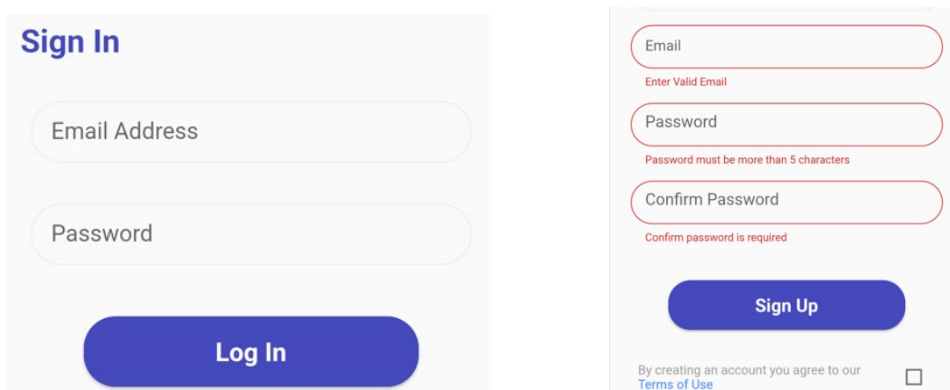 Sign In
Email Address
Password
Log In
Email
Enter Valid Email
Password
Password must be more than 5 characters
Confirm Password
Confirm password is required
Sign Up
By creating an account you agree to our
Terms of Use